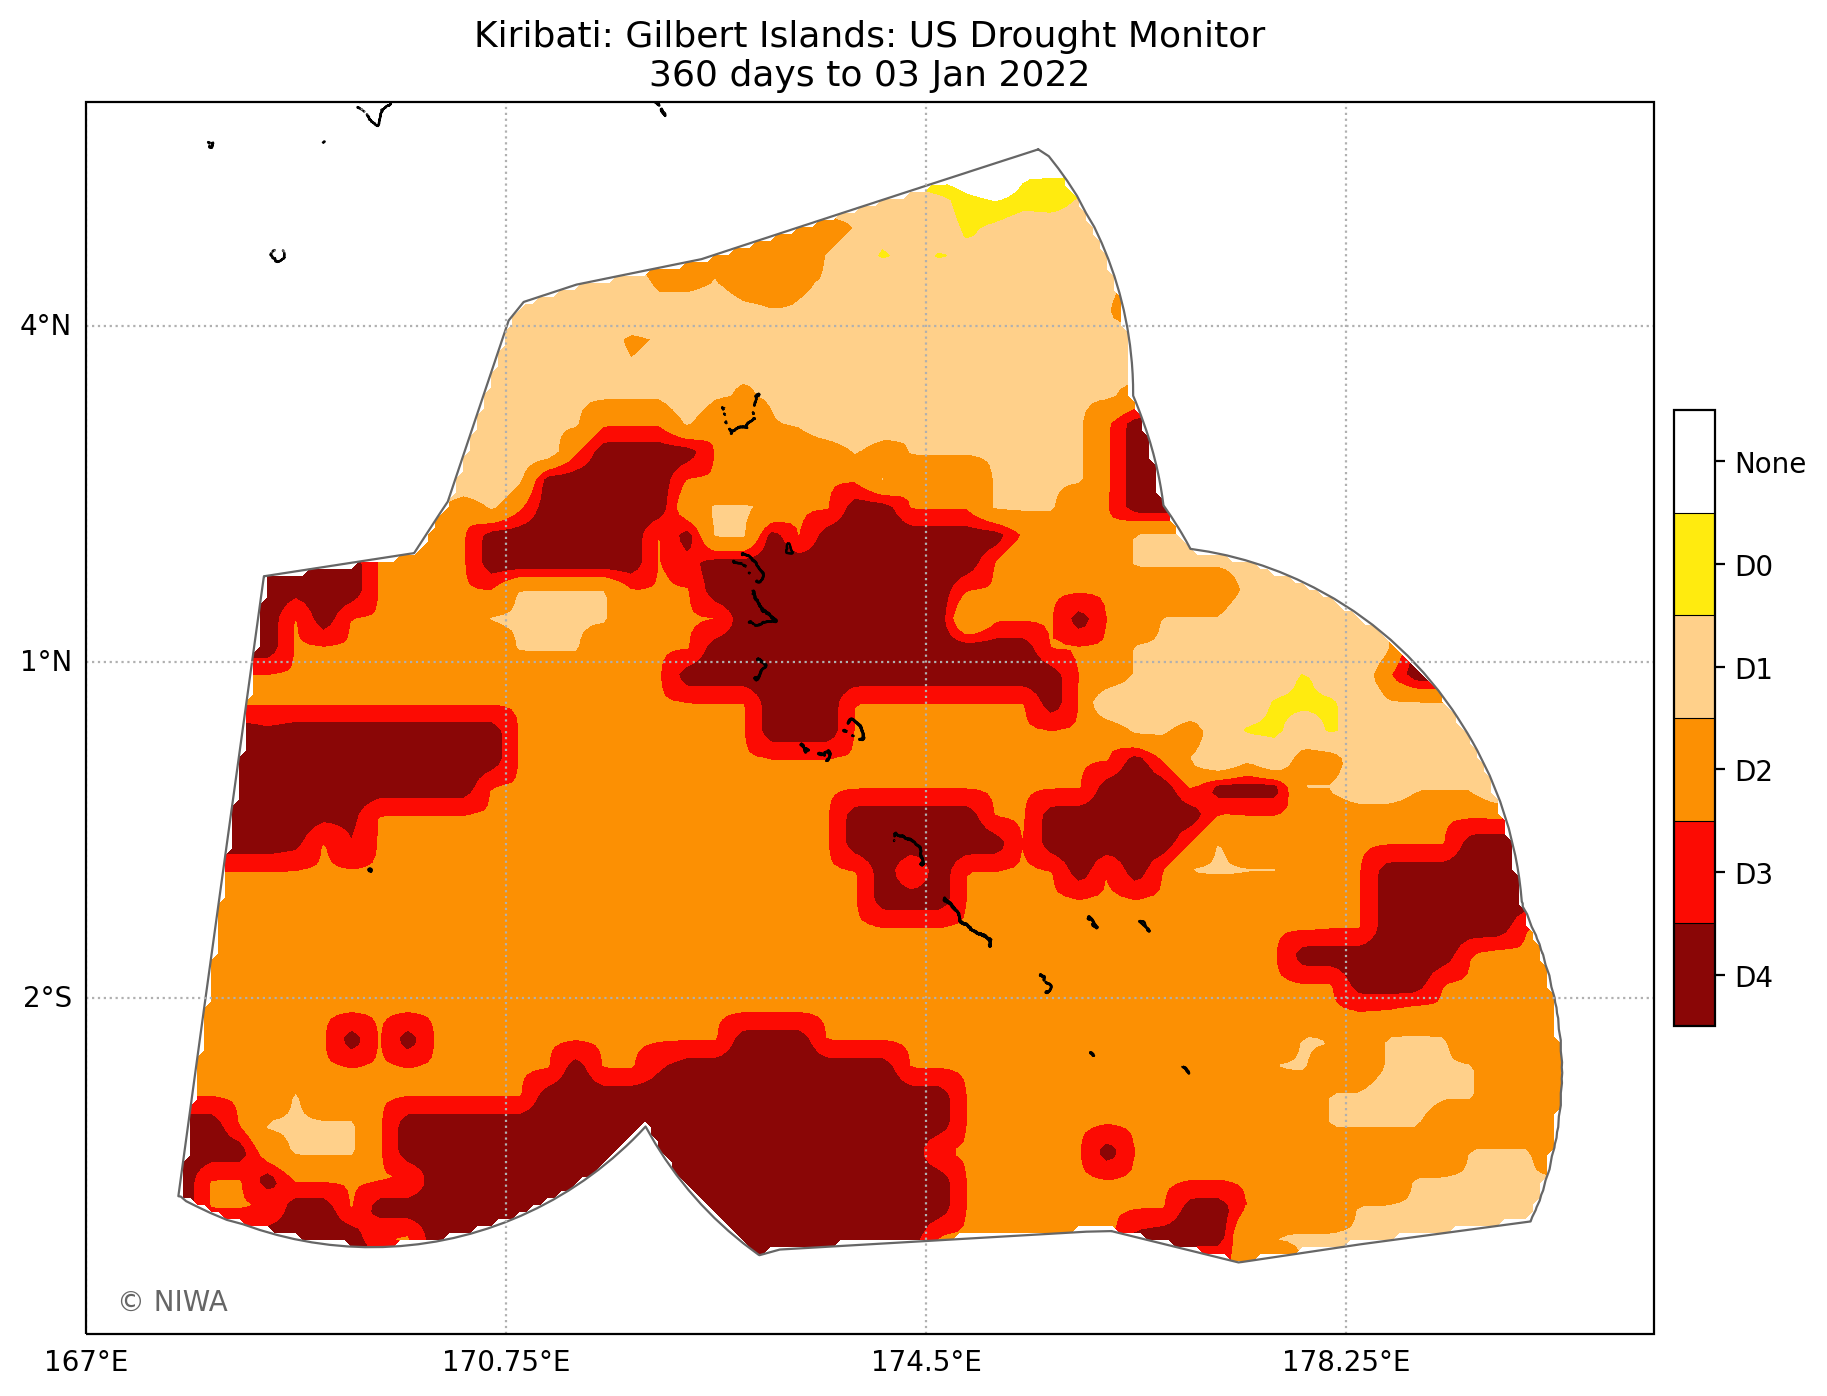 Kiribati: Gilbert Islands: US Drought Monitor
360 days to 03 Jan 2022
4°N
1°N
2°S
167°E
170.75°E
174.5°E
178.25°E
None
D0
D1
D2
D3
D4
© NIWA